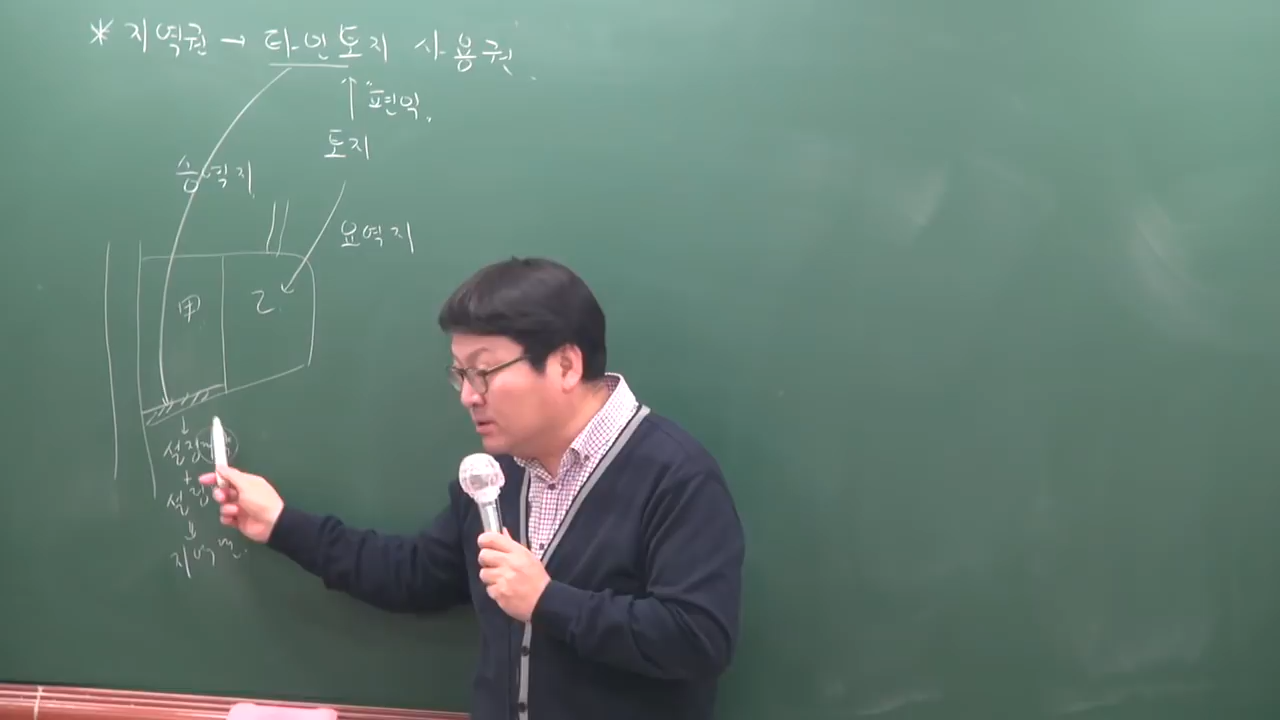 * 지역권 → 타인토지 사용권.
↑ "편익"
토지
승역지
요역지
甲 乙
↓
설정
+
설
⇓
지역권